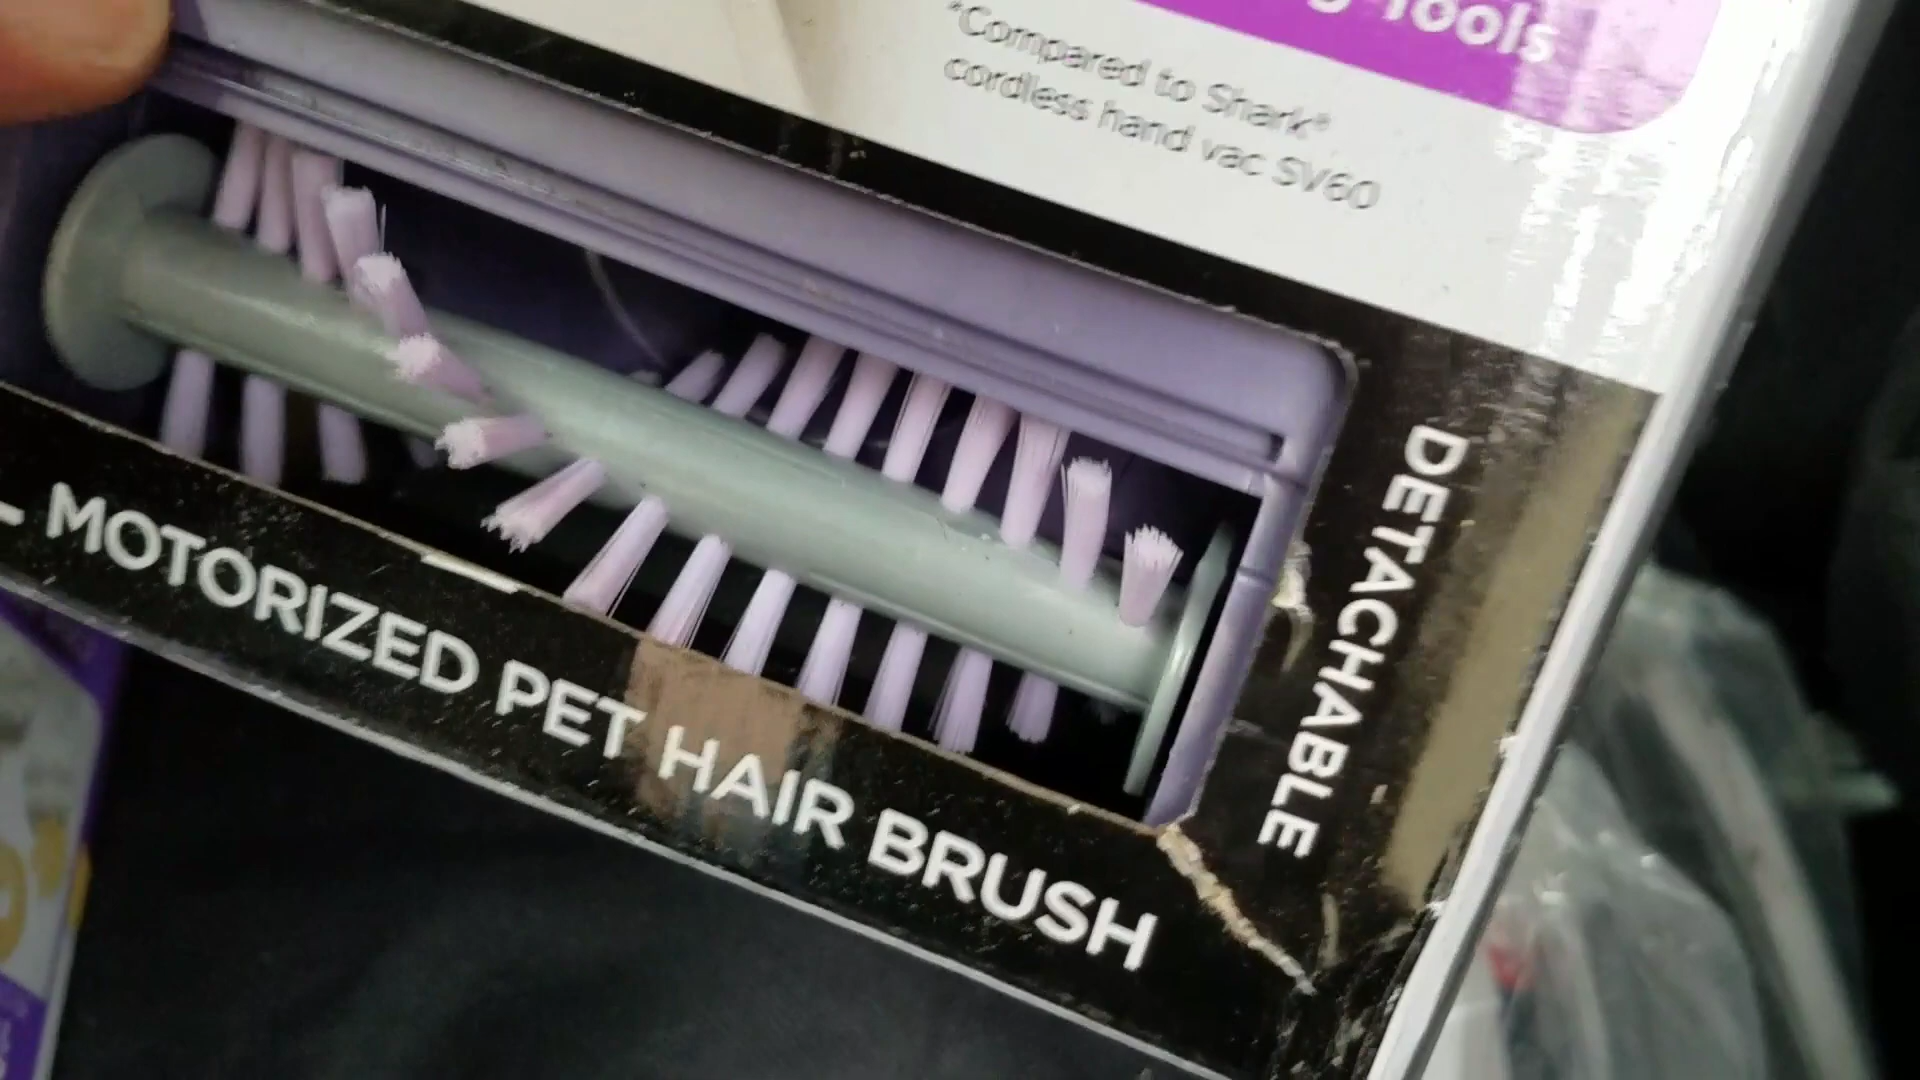 Tools
*Compared to Shark®
cordless hand vac SV60
DETACHABLE
MOTORIZED PET HAIR BRUSH